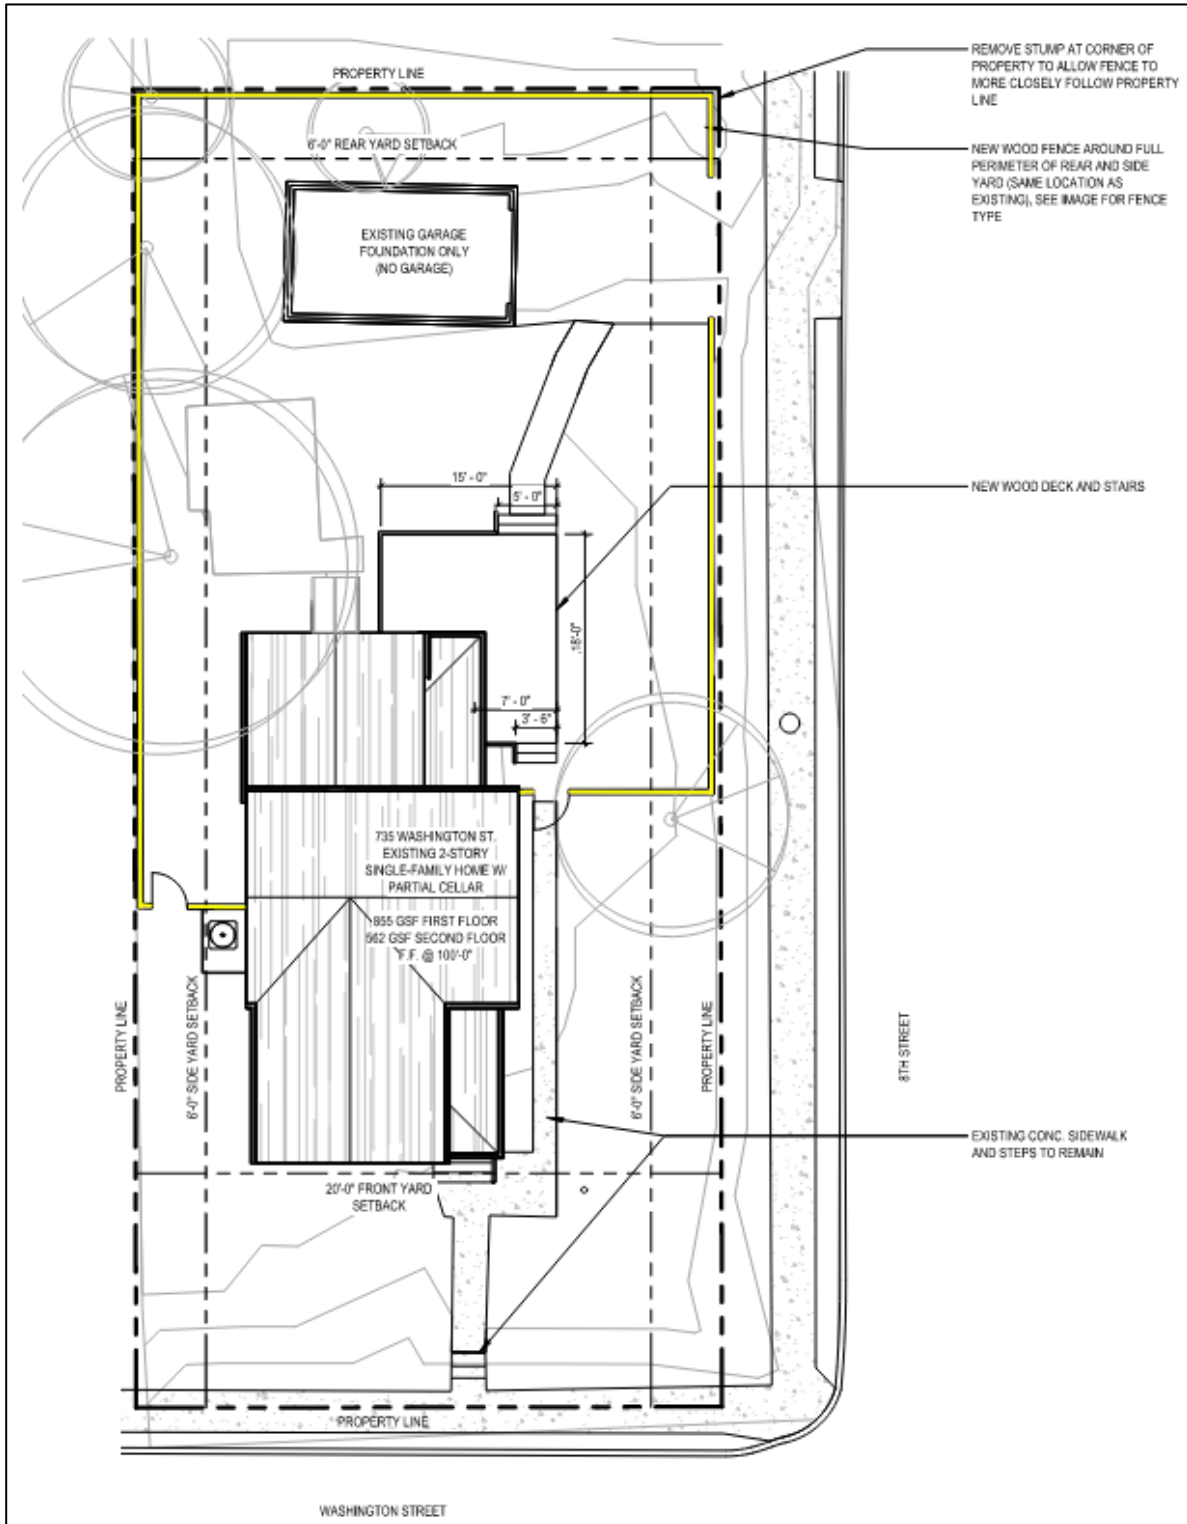 REMOVE STUMP AT CORNER OF
PROPERTY TO ALLOW FENCE TO
MORE CLOSELY FOLLOW PROPERTY
LINE
PROPERTY LINE
6'-0" REAR YARD SETBACK
NEW WOOD FENCE AROUND FULL
PERIMETER OF REAR AND SIDE
YARD (SAME LOCATION AS
EXISTING), SEE IMAGE FOR FENCE
TYPE
EXISTING GARAGE
FOUNDATION ONLY
(NO GARAGE)
15' - 0"
5' - 0"
NEW WOOD DECK AND STAIRS
18'-0"
7' - 0"
3' - 6"
735 WASHINGTON ST.
EXISTING 2-STORY
SINGLE-FAMILY HOME W/
PARTIAL CELLAR
855 GSF FIRST FLOOR
562 GSF SECOND FLOOR
F.F. @ 100'-0"
PROPERTY LINE
6'-0" SIDE YARD SETBACK
6'-0" SIDE YARD SETBACK
PROPERTY LINE
8TH STREET
EXISTING CONC. SIDEWALK
AND STEPS TO REMAIN
20'-0" FRONT YARD
SETBACK
PROPERTY LINE
WASHINGTON STREET